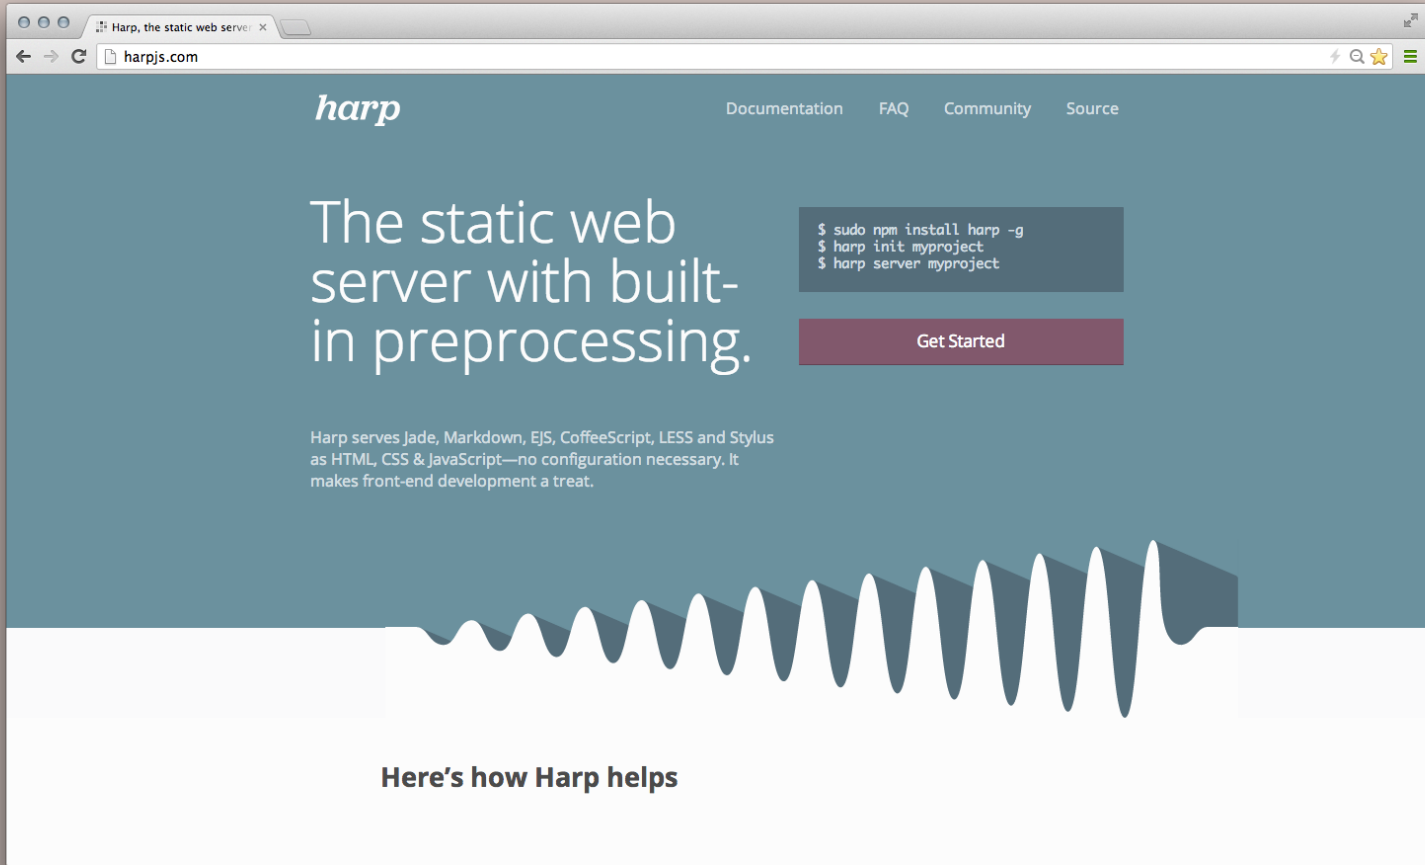 Harp, the static web server
harpjs.com
harp
Documentation FAQ Community Source
The static web
server with built-
in preprocessing.
$ sudo npm install harp -g
$ harp init myproject
$ harp server myproject
Get Started
Harp serves Jade, Markdown, EJS, CoffeeScript, LESS and Stylus
as HTML, CSS & JavaScript—no configuration necessary. It
makes front-end development a treat.
Here’s how Harp helps